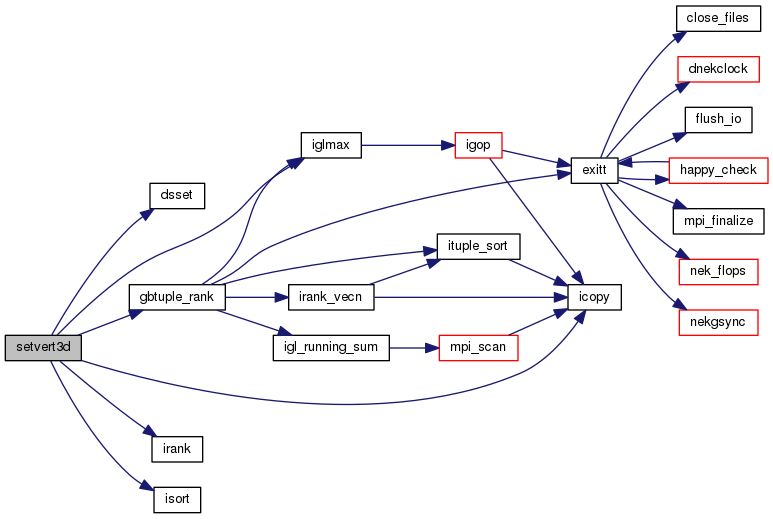 close_files
dnekclock
flush_io
iglmax
igop
exitt
happy_check
dsset
mpi_finalize
ituple_sort
nek_flops
gbtuple_rank
irank_vecn
icopy
nekgsync
setvert3d
igl_running_sum
mpi_scan
irank
isort